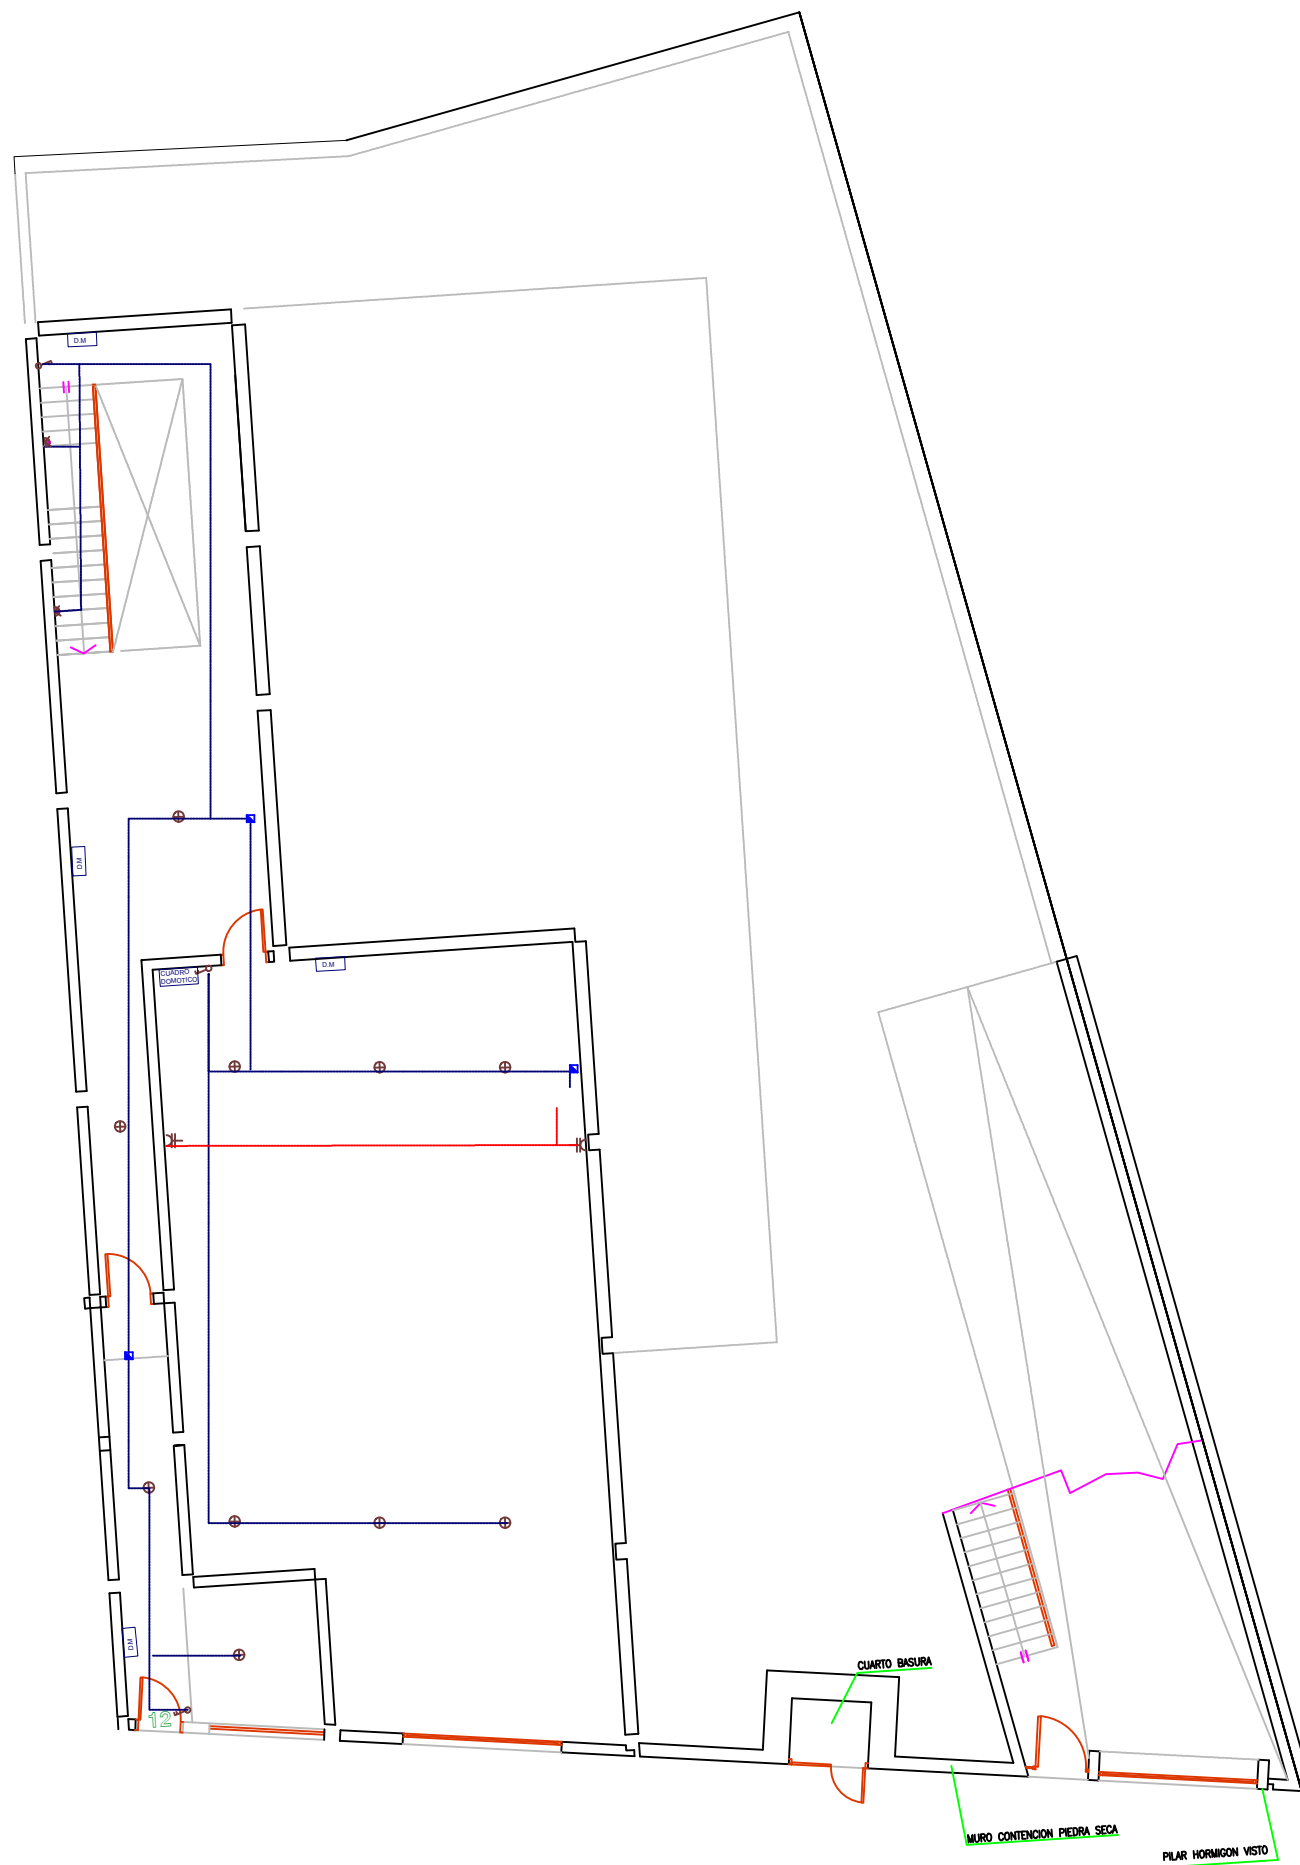 D.M
D.M
CUADRO
DOMOTICO
D.M
D.M
CUARTO BASURA
12
MURO CONTENCION PIEDRA SECA
PILAR HORMIGON VISTO